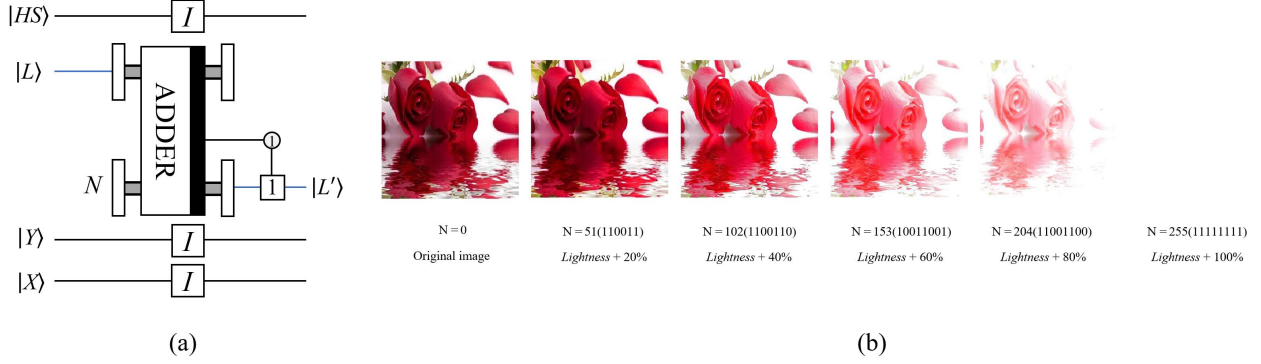 |HS⟩
I
|L⟩
ADDER
1
N
1
|L'⟩
|Y⟩
I
|X⟩
I
(a)
N = 0
Original image
N = 51(110011)
Lightness + 20%
N = 102(1100110)
Lightness + 40%
N = 153(10011001)
Lightness + 60%
N = 204(11001100)
Lightness + 80%
N = 255(11111111)
Lightness + 100%
(b)